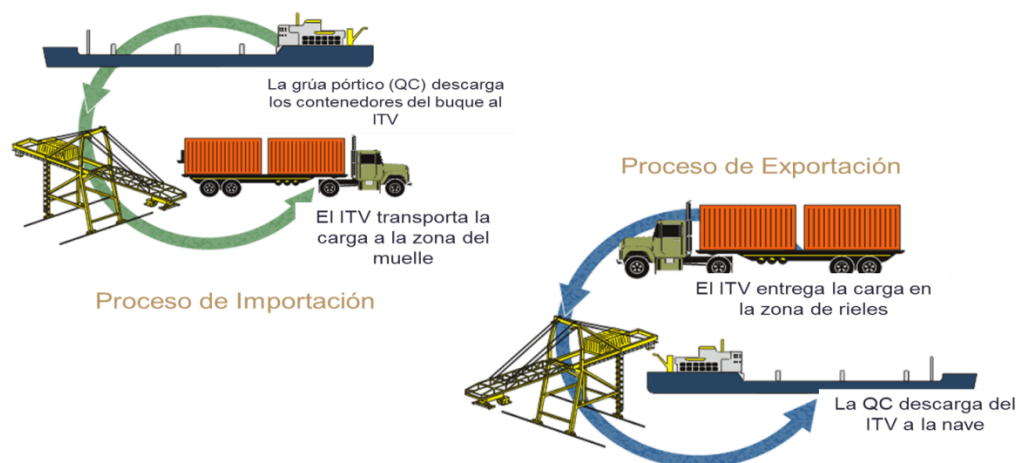 La grúa pórtico (QC) descarga
los contenedores del buque al
ITV
El ITV transporta la
carga a la zona del
muelle
Proceso de Importación
Proceso de Exportación
El ITV entrega la carga en
la zona de rieles
La QC descarga del
ITV a la nave